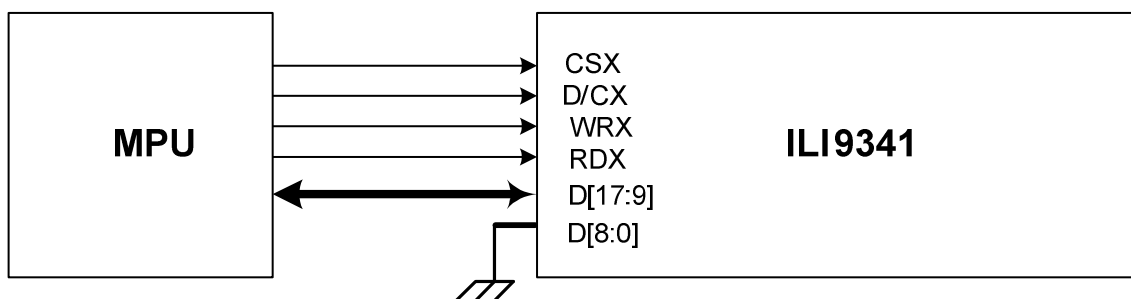 MPU
ILI9341
CSX
D/CX
WRX
RDX
D[17:9]
D[8:0]